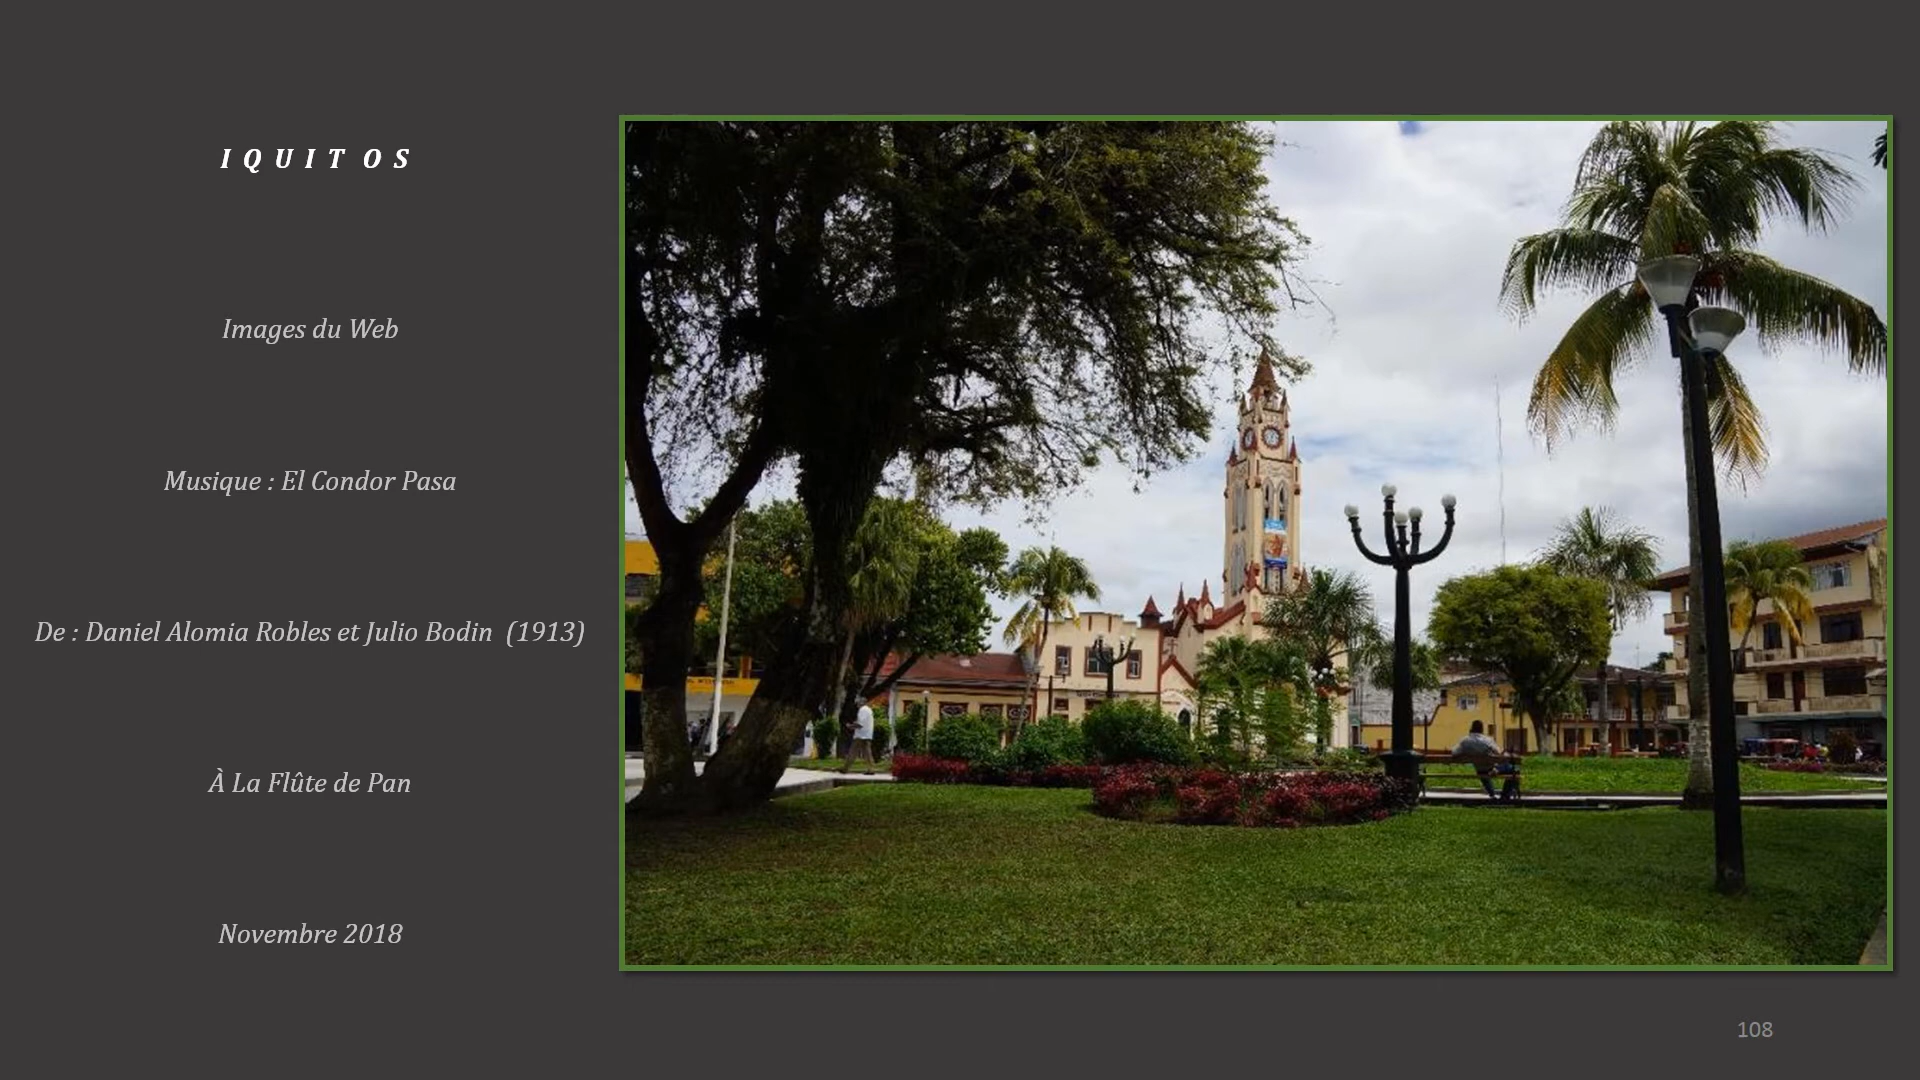 I Q U I T O S
Images du Web
Musique : El Condor Pasa
De : Daniel Alomia Robles et Julio Bodin (1913)
À La Flûte de Pan
Novembre 2018
108